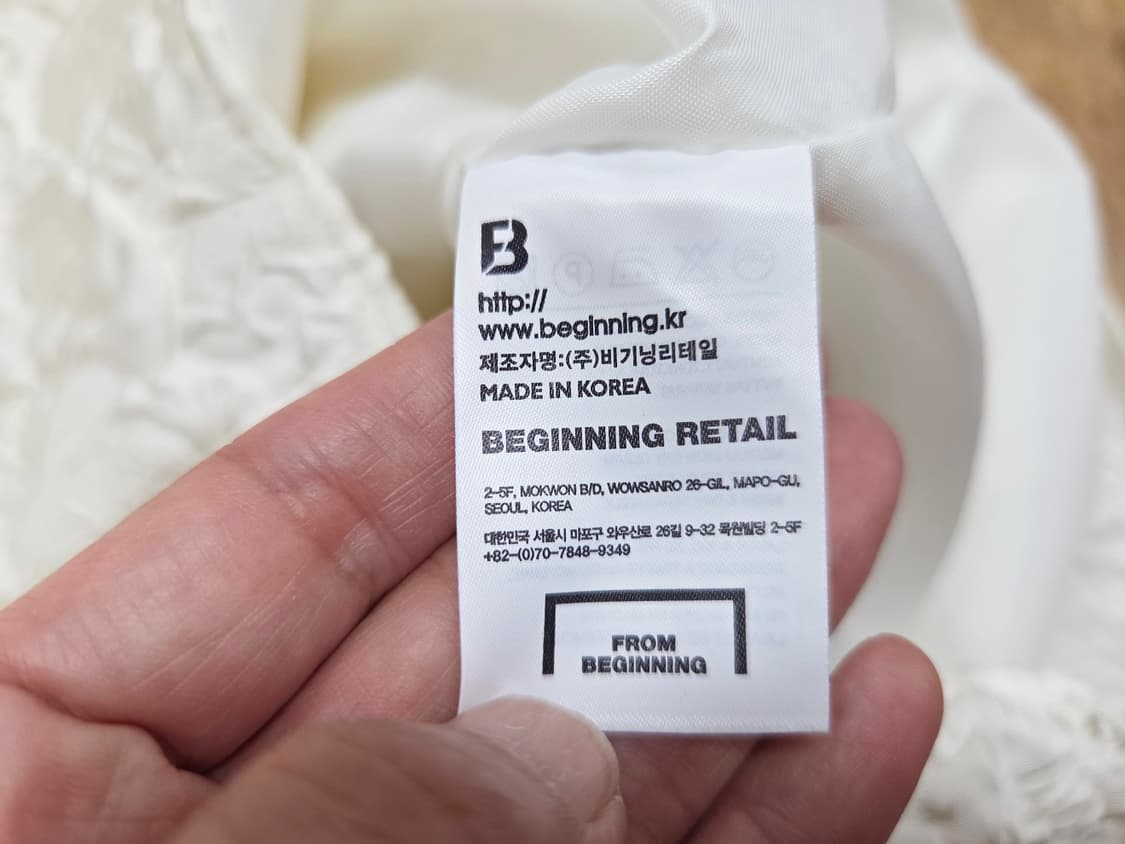 B
http://
www.beginning.kr
제조자명:(주)비기닝리테일
MADE IN KOREA
BEGINNING RETAIL
2-5F, MOKWON B/D, WOWSANRO 26-GIL, MAPO-GU,
SEOUL, KOREA
대한민국 서울시 마포구 와우산로 26길 9-32 목원빌딩 2-5F
+82-(0)70-7848-9349
FROM
BEGINNING